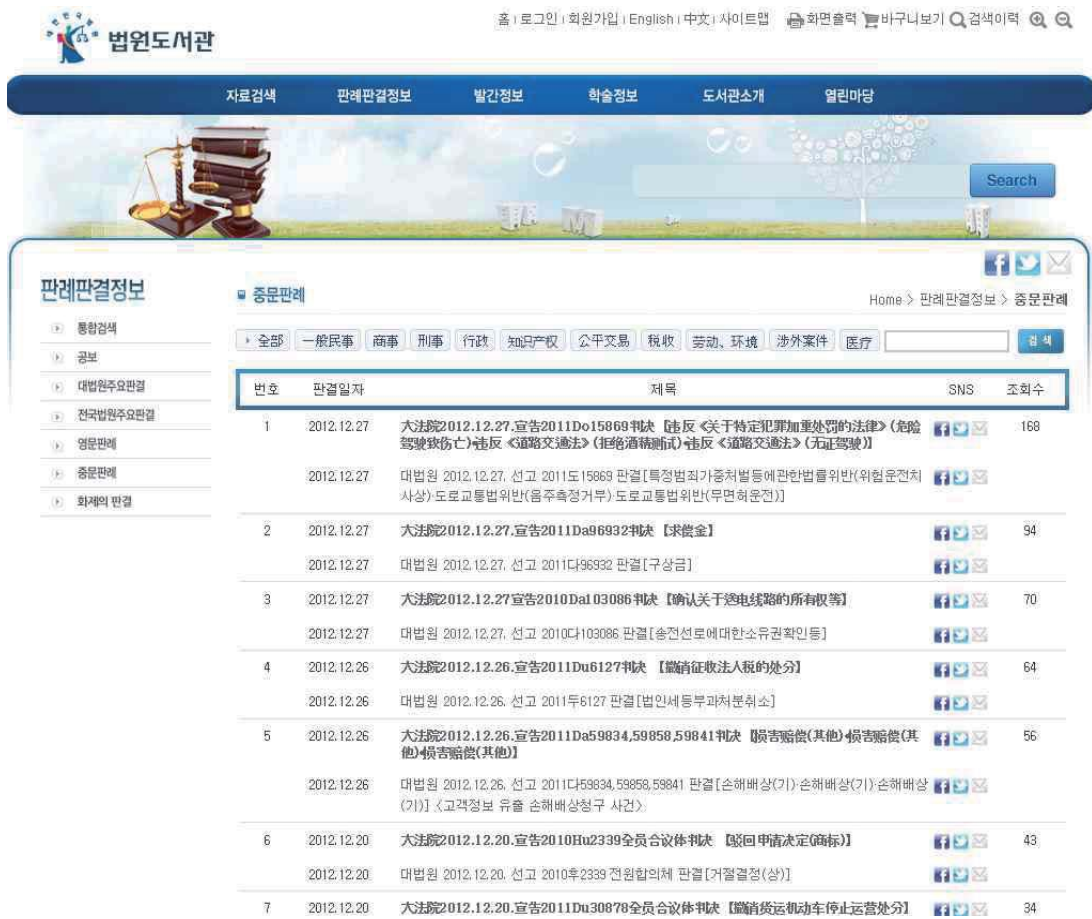 법원도서관
홈 | 로그인 | 회원가입 | English | 中文 | 사이트맵 화면출력 바구니보기 검색이력
자료검색 판례판결정보 발간정보 학술정보 도서관소개 열린마당
Search
판례판결정보
통합검색
공보
대법원주요판결
전국법원주요판결
영문판례
중문판례
화제의 판결
중문판례
Home > 판례판결정보 > 중문판례
全部 一般民事 商事 刑事 行政 知识产权 公平交易 税收 劳动、环境 涉外案件 医疗 검색
번호 판결일자 제목 SNS 조회수
1 2012.12.27 大法院2012.12.27.宣告2011Do15869判决 【违反《关于特定犯罪加重处罚的法律》(危险 168
驾驶致伤亡)·违反《道路交通法》(拒绝酒精测试)·违反《道路交通法》(无证驾驶)】
2012.12.27 대법원 2012.12.27. 선고 2011도15869 판결[특정범죄가중처벌등에관한법률위반(위험운전치
사상)·도로교통법위반(음주측정거부)·도로교통법위반(무면허운전)]
2 2012.12.27 大法院2012.12.27.宣告2011Da96932判决 【求偿金】 94
2012.12.27 대법원 2012.12.27. 선고 2011다96932 판결[구상금]
3 2012.12.27 大法院2012.12.27宣告2010Da103086判决 【确认关于送电线路的所有权等】 70
2012.12.27 대법원 2012.12.27. 선고 2010다103086 판결[송전선로에대한소유권확인등]
4 2012.12.26 大法院2012.12.26.宣告2011Du6127判决 【撤销征收法人税的处分】 64
2012.12.26 대법원 2012.12.26. 선고 2011두6127 판결[법인세등부과처분취소]
5 2012.12.26 大法院2012.12.26.宣告2011Da59834,59858,59841判决 【损害赔偿(其他)·损害赔偿(其 56
他)·损害赔偿(其他)】
2012.12.26 대법원 2012.12.26. 선고 2011다59834,59858,59841 판결[손해배상(기)·손해배상(기)·손해배상
(기)] 〈고객정보 유출 손해배상청구 사건〉
6 2012.12.20 大法院2012.12.20.宣告2010Hu2339全员合议体判决 【驳回申请决定(商标)】 43
2012.12.20 대법원 2012.12.20. 선고 2010후2339 전원합의체 판결[거절결정(상)]
7 2012.12.20 大法院2012.12.20.宣告2011Du30878全员合议体判决 【撤销货运机动车停止运营处分】 34